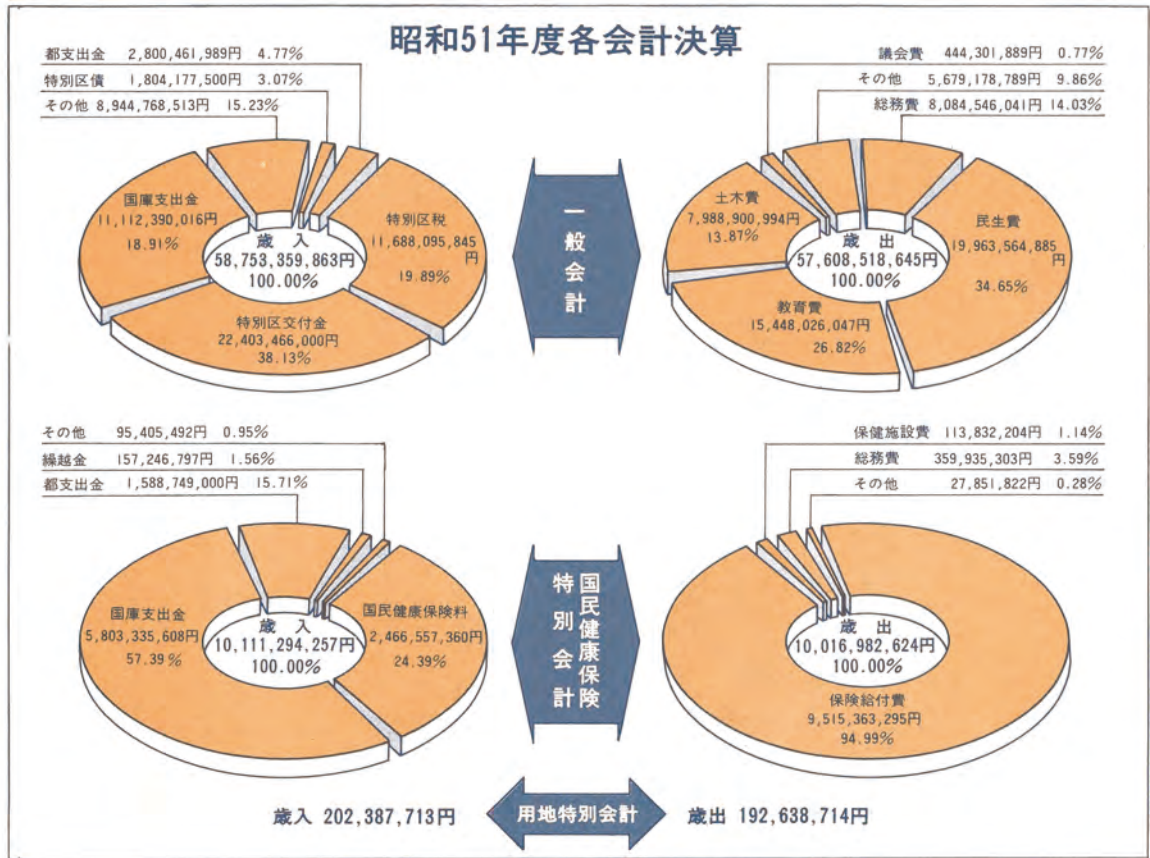 昭和51年度各会計決算
都支出金 2,800,461,989円 4.77%
特別区債 1,804,177,500円 3.07%
その他 8,944,768,513円 15.23%
国庫支出金
11,112,390,016円
18.91%
特別区税
11,688,095,845円
19.89%
歳入
58,753,359,863円
100.00%
特別区交付金
22,403,466,000円
38.13%
一般会計
議会費 444,301,889円 0.77%
その他 5,679,178,789円 9.86%
総務費 8,084,546,041円 14.03%
土木費
7,988,900,994円
13.87%
民生費
19,963,564,885円
34.65%
歳出
57,608,518,645円
100.00%
教育費
15,448,026,047円
26.82%
その他 95,405,492円 0.95%
繰越金 157,246,797円 1.56%
都支出金 1,588,749,000円 15.71%
国庫支出金
5,803,335,608円
57.39%
国民健康保険料
2,466,557,360円
24.39%
歳入
10,111,294,257円
100.00%
国民健康保険
特別会計
保健施設費 113,832,204円 1.14%
総務費 359,935,303円 3.59%
その他 27,851,822円 0.28%
歳出
10,016,982,624円
100.00%
保険給付費
9,515,363,295円
94.99%
歳入 202,387,713円
用地特別会計
歳出 192,638,714円